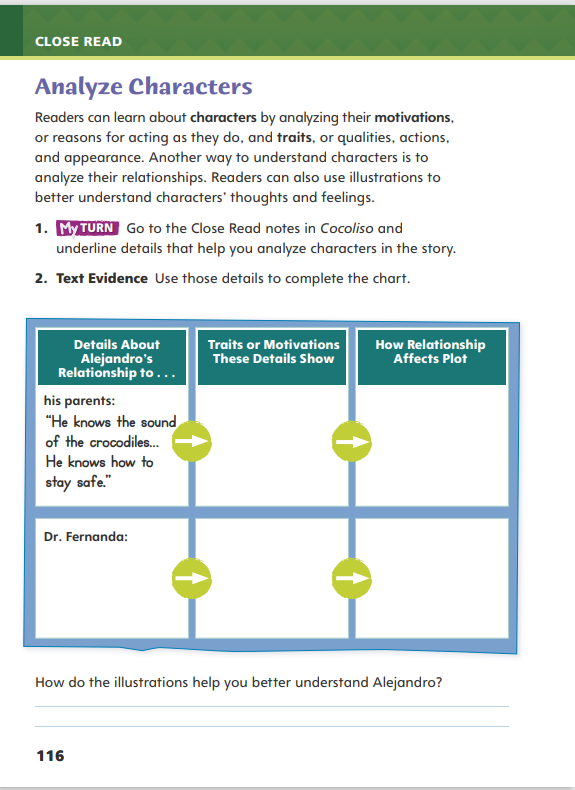 CLOSE READ
Analyze Characters
Readers can learn about characters by analyzing their motivations,
or reasons for acting as they do, and traits, or qualities, actions,
and appearance. Another way to understand characters is to
analyze their relationships. Readers can also use illustrations to
better understand characters' thoughts and feelings.
1. My TURN Go to the Close Read notes in Cocoliso and
underline details that help you analyze characters in the story.
2. Text Evidence Use those details to complete the chart.
Details About
Alejandro's
Relationship to . . .
Traits or Motivations
These Details Show
How Relationship
Affects Plot
his parents:
"He knows the sound
of the crocodiles...
He knows how to
stay safe."
Dr. Fernanda:
How do the illustrations help you better understand Alejandro?
116